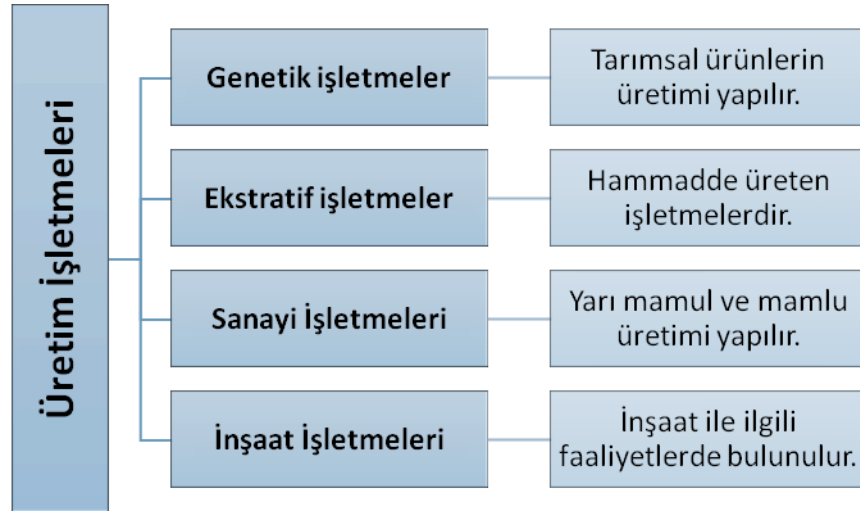 Üretim İşletmeleri
Genetik işletmeler
Tarımsal ürünlerin
üretimi yapılır.
Ekstratif işletmeler
Hammadde üreten
işletmelerdir.
Sanayi İşletmeleri
Yarı mamul ve mamlu
üretimi yapılır.
İnşaat İşletmeleri
İnşaat ile ilgili
faaliyetlerde bulunulur.